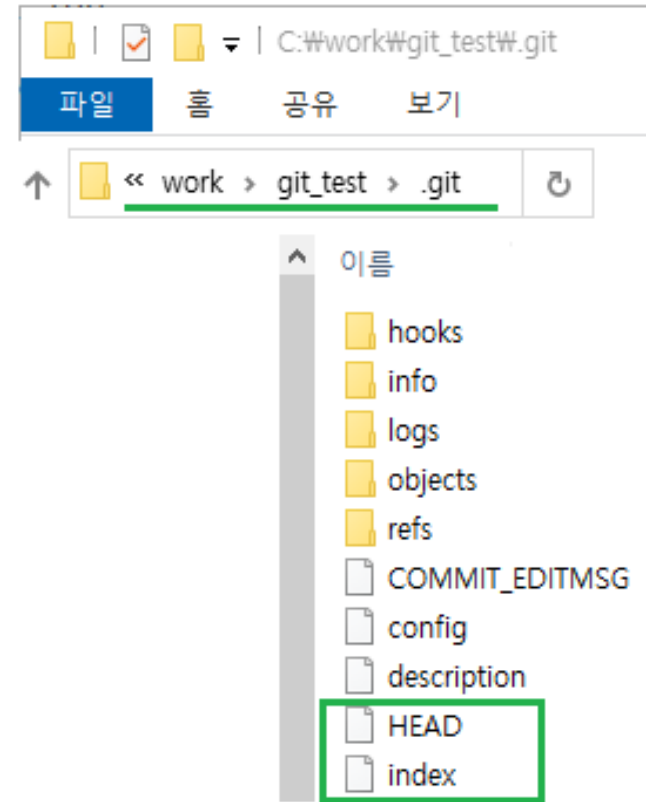 C:₩work₩git_test₩.git
파일 홈 공유 보기
« work > git_test > .git
이름
hooks
info
logs
objects
refs
COMMIT_EDITMSG
config
description
HEAD
index